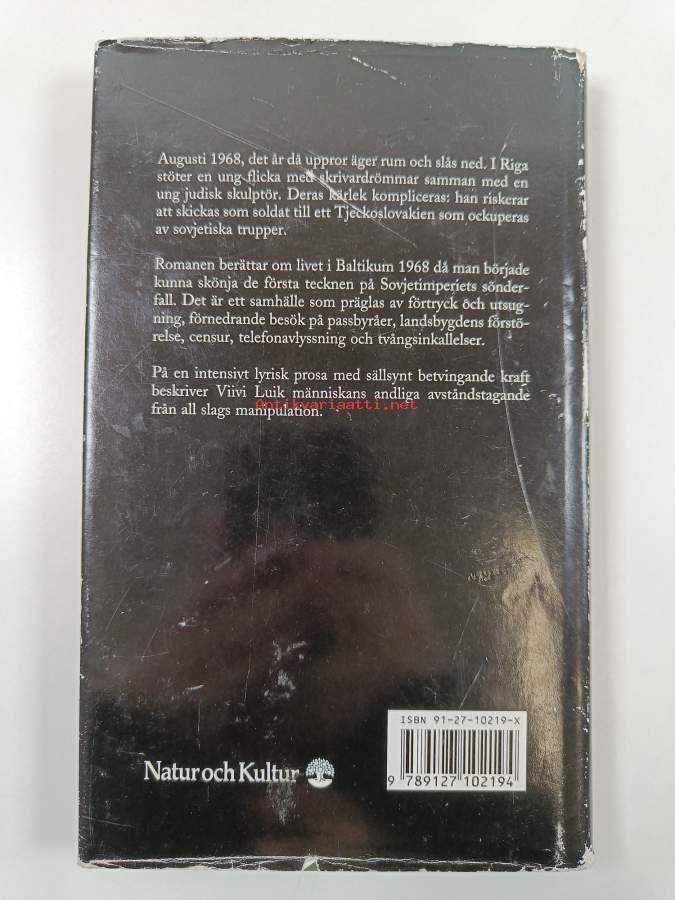 Augusti 1968, det år då uppror äger rum och slås ned. I Riga
stöter en ung flicka med skrivardrömmar samman med en
ung judisk skulptör. Deras kärlek kompliceras; han riskerar
att skickas som soldat till ett Tjeckoslovakien som ockuperas
av sovjetiska trupper.
Romanen berättar om livet i Baltikum 1968 då man började
kunna skönja de första tecknen på Sovjetimperiets sönder-
fall. Det är ett samhälle som präglas av förtryck och utsug-
ning, förnedrande besök på passbyråer, landsbygdens förstö-
relse, censur, telefonavlyssning och tvångsinkallelser.
På en intensivt lyrisk prosa med sällsynt betvingande kraft
beskriver Viivi Luik människans andliga avståndstagande
från all slags manipulation.
Antikvariaatti.net
ISBN 91-27-10219-X
9 789127 102194
Natur och Kultur